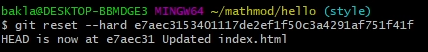 bakla@DESKTOP-BBMDGE3 MINGW64 ~/mathmod/hello (style)
$ git reset --hard e7aec3153401117de2ef1f50c3a4291af751f41f
HEAD is now at e7aec31 Updated index.html